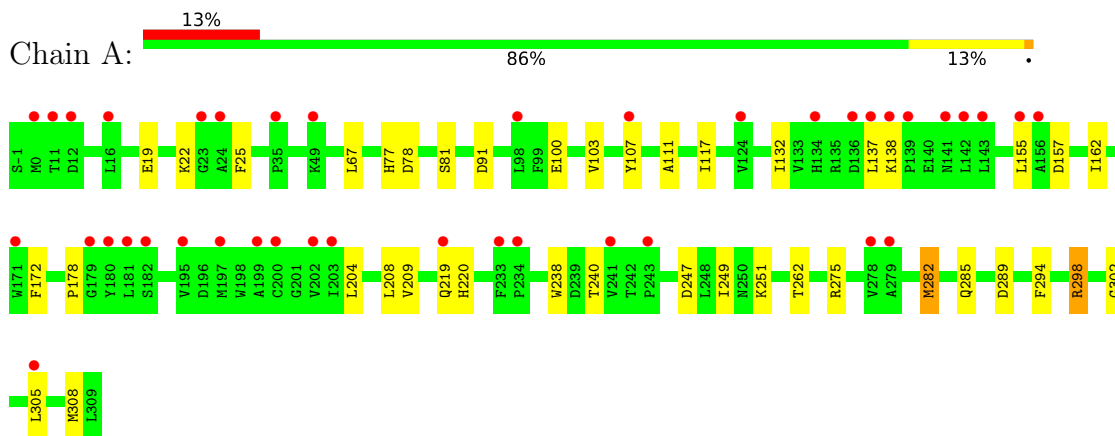 13%
Chain A:
86% 13% •
S-1 M0 T11 D12 L16 E19 K22 G23 A24 F25 P35 K49 L67 H77 D78 S81 D91 L98 F99 E100 V103 Y107 A111 I117 V124 I132 V133 H134 R135 D136 L137 K138 P139 E140 N141 L142 L143 L155 A156 D157 I162
W171 F172 P178 G179 Y180 L181 S182 V195 D196 M197 W198 A199 C200 G201 V202 I203 L204 L208 V209 Q219 H220 F233 P234 W238 D239 T240 V241 T242 P243 D247 L248 I249 N250 K251 T262 R275 V278 A279 M282 Q285 D289 F294 R298
L305 M308 L309